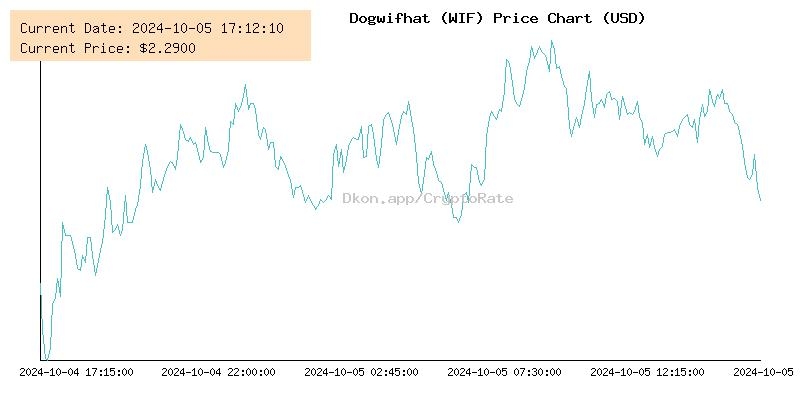 Dogwifhat (WIF) Price Chart (USD)
Current Date: 2024-10-05 17:12:10
Current Price: $2.2900
Dkon.app/CryptoRate
2024-10-04 17:15:00
2024-10-04 22:00:00
2024-10-05 02:45:00
2024-10-05 07:30:00
2024-10-05 12:15:00
2024-10-05